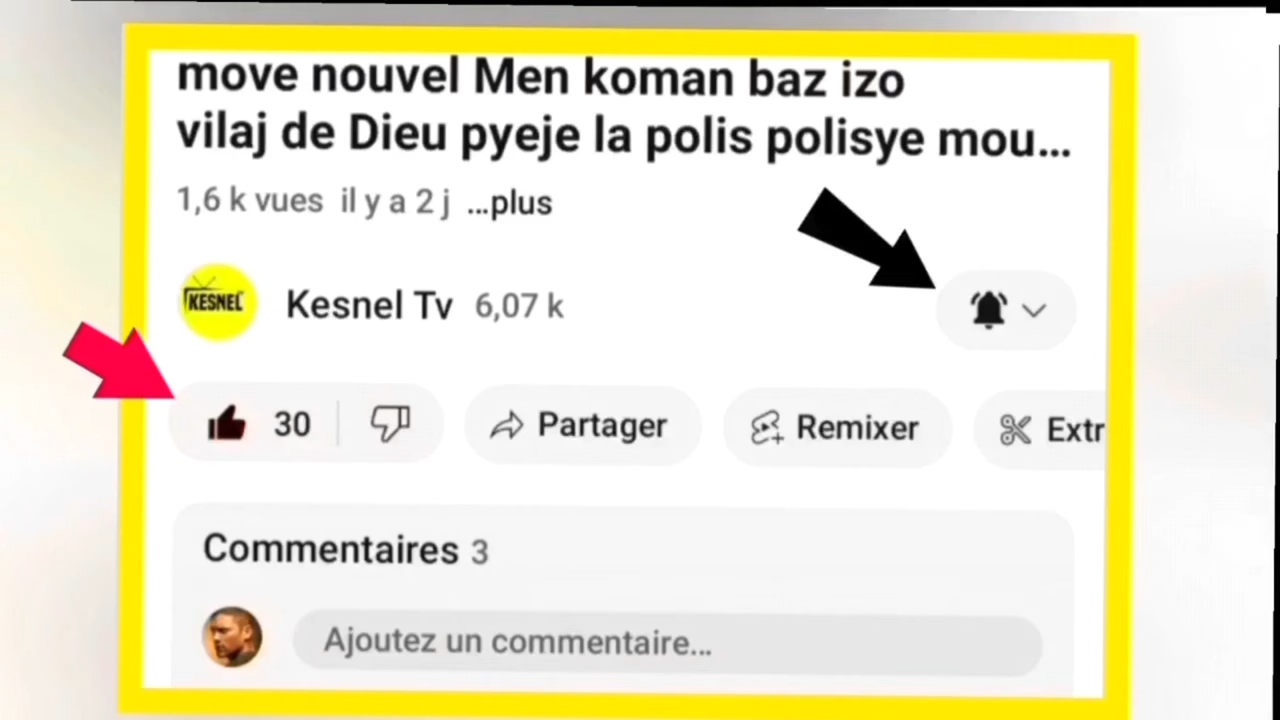 move nouvel Men koman baz izo
vilaj de Dieu pyeje la polis polisye mou...
1,6 k vues il y a 2 j ...plus
KESNEL
Kesnel Tv 6,07 k
30 Partager Remixer Extr
Commentaires 3
Ajoutez un commentaire...